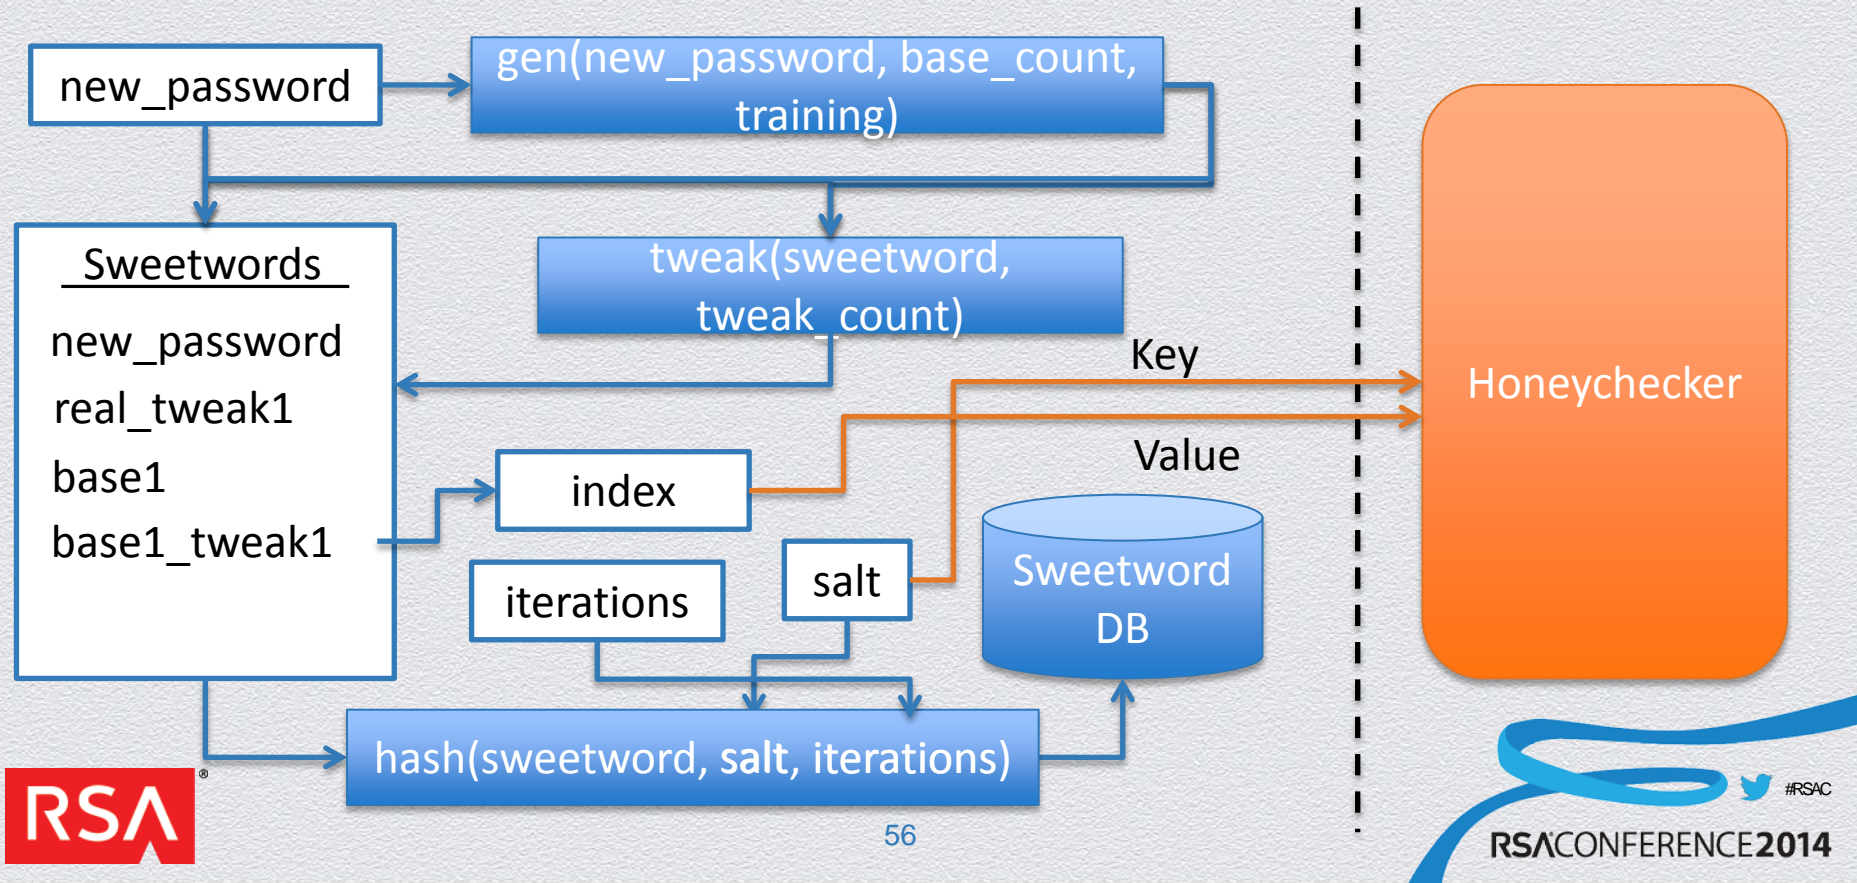 new_password
gen(new_password, base_count,
training)
Sweetwords
new_password
real_tweak1
base1
base1_tweak1
tweak(sweetword,
tweak_count)
Key
Value
index
iterations
salt
Sweetword
DB
Honeychecker
hash(sweetword, salt, iterations)
RSA®
56
#RSAC
RSACONFERENCE2014